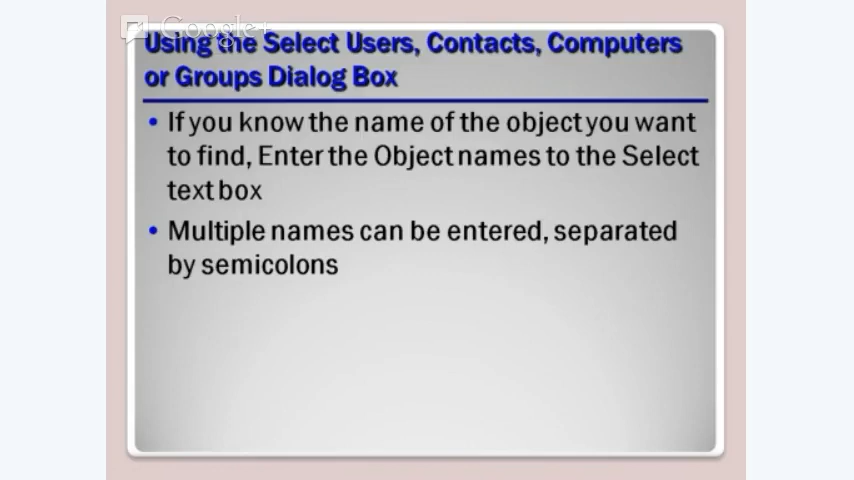 Google+
Using the Select Users, Contacts, Computers
or Groups Dialog Box
• If you know the name of the object you want
to find, Enter the Object names to the Select
text box
• Multiple names can be entered, separated
by semicolons